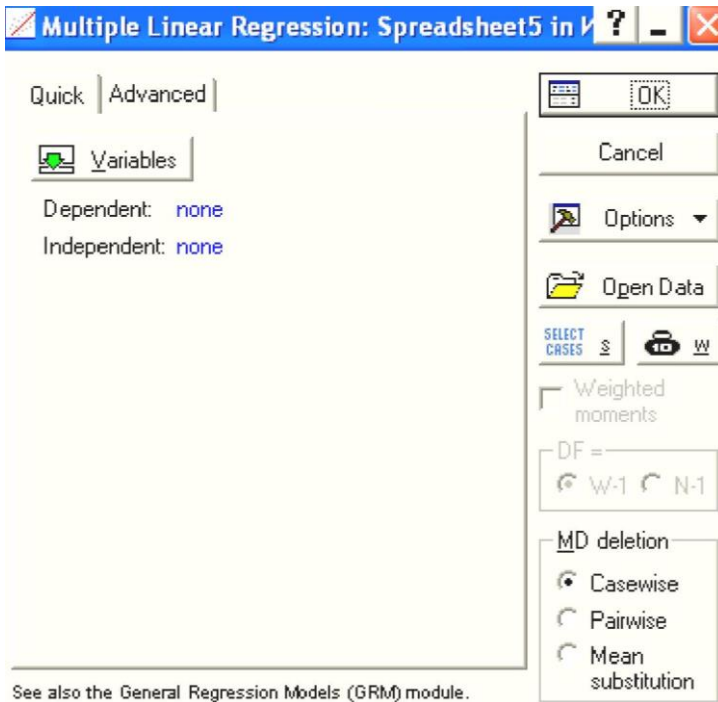 Multiple Linear Regression: Spreadsheet5 in И
Quick
Advanced
Variables
Dependent: none
Independent: none
See also the General Regression Models (GRM) module.
OK
Cancel
Options
Open Data
SELECT CASES S
W
Weighted
moments
DF =
W-1 N-1
MD deletion
Casewise
Pairwise
Mean
substitution